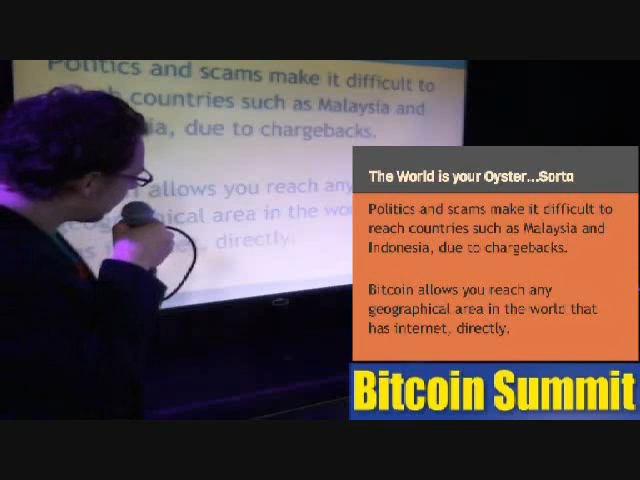 Politics and scams make it difficult to
reach countries such as Malaysia and
ia, due to chargebacks.
allows you reach any
geographical area in the wo
directly.
The World is your Oyster...Sorta
Politics and scams make it difficult to
reach countries such as Malaysia and
Indonesia, due to chargebacks.
Bitcoin allows you reach any
geographical area in the world that
has internet, directly.
Bitcoin Summit